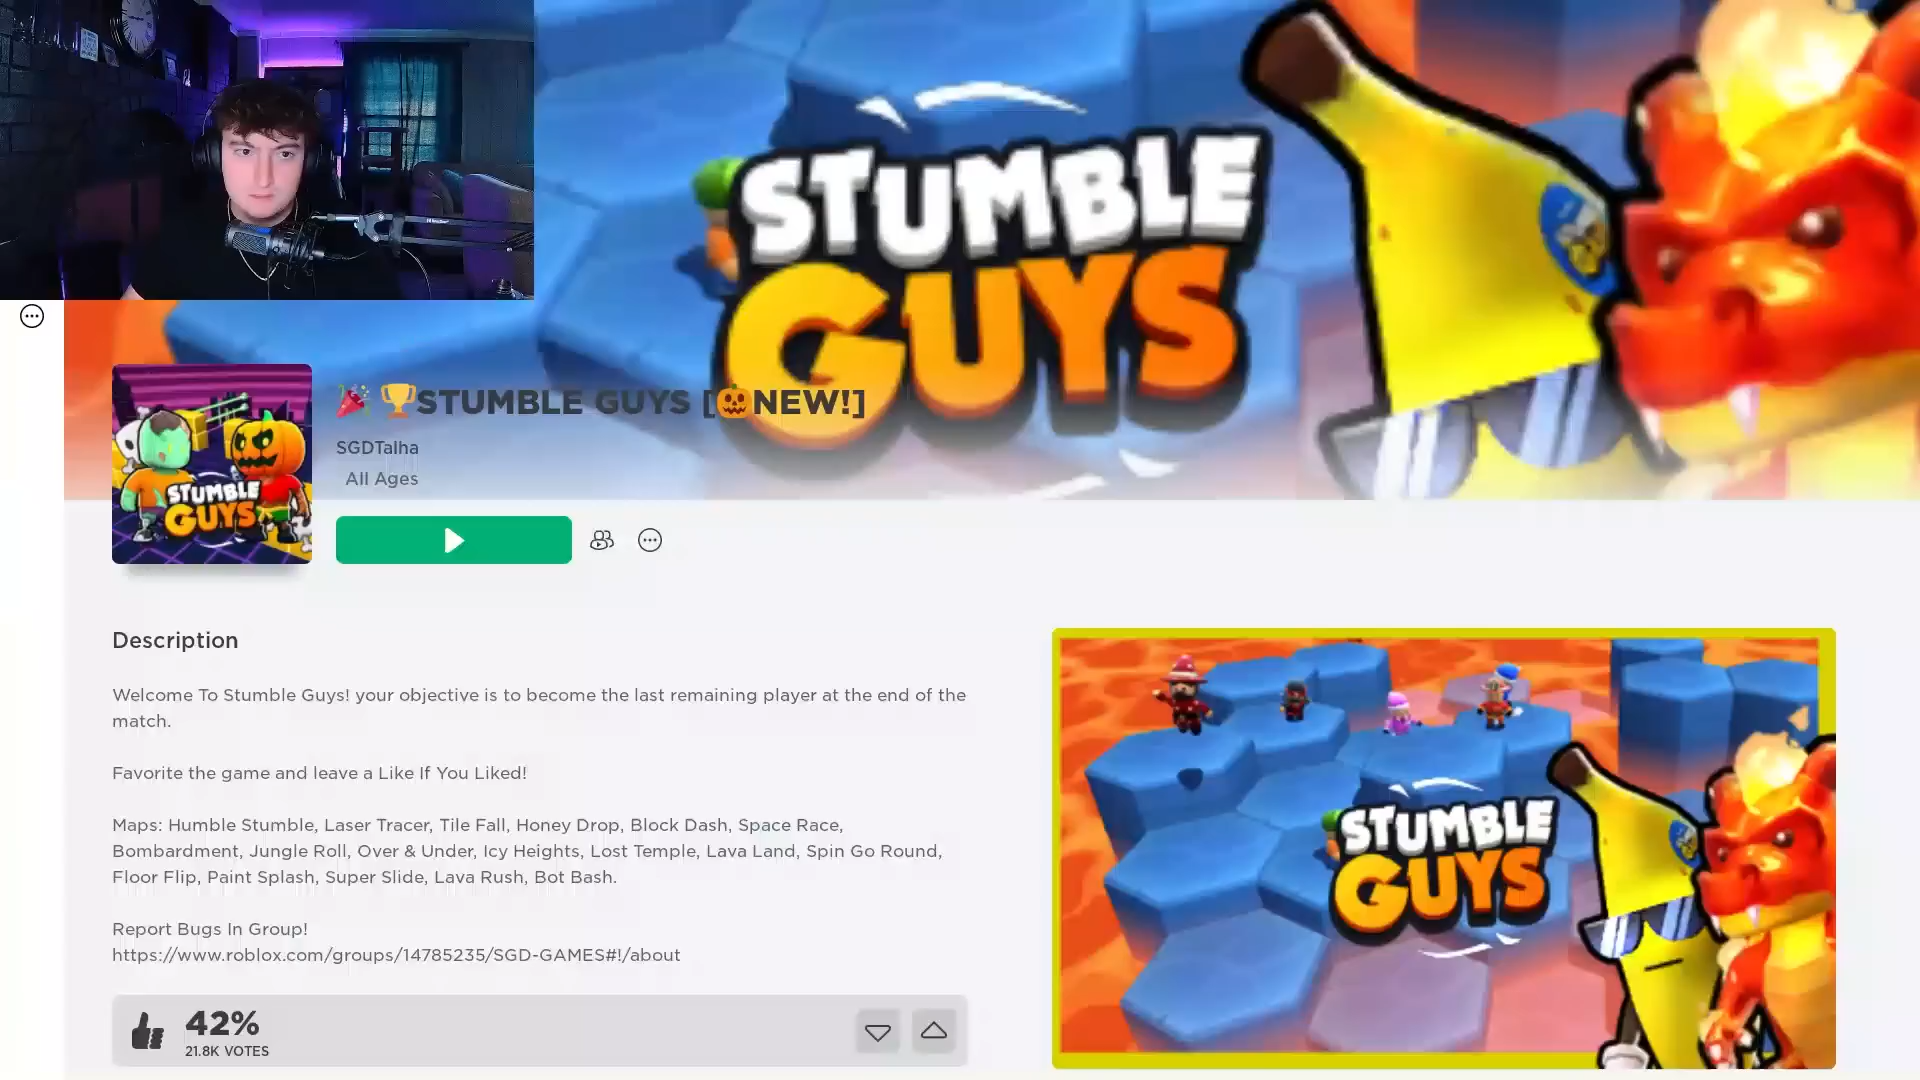 STUMBLE
GUYS
🎉 🏆STUMBLE GUYS [🎃NEW!]
SGDTalha
All Ages
STUMBLE
GUYS
Description
Welcome To Stumble Guys! your objective is to become the last remaining player at the end of the
match.
Favorite the game and leave a Like If You Liked!
Maps: Humble Stumble, Laser Tracer, Tile Fall, Honey Drop, Block Dash, Space Race,
Bombardment, Jungle Roll, Over & Under, Icy Heights, Lost Temple, Lava Land, Spin Go Round,
Floor Flip, Paint Splash, Super Slide, Lava Rush, Bot Bash.
Report Bugs In Group!
https://www.roblox.com/groups/14785235/SGD-GAMES#!/about
42%
21.8K VOTES
STUMBLE
GUYS